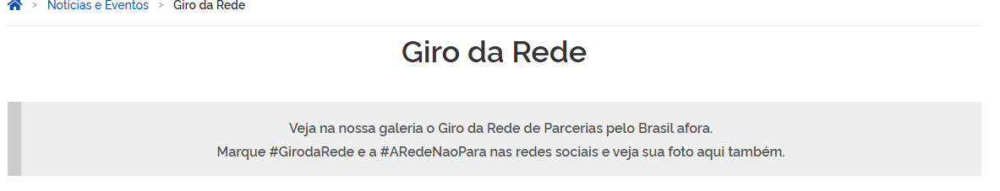 > Notícias e Eventos > Giro da Rede
Giro da Rede
Veja na nossa galeria o Giro da Rede de Parcerias pelo Brasil afora.
Marque #GirodaRede e a #ARedeNaoPara nas redes sociais e veja sua foto aqui também.